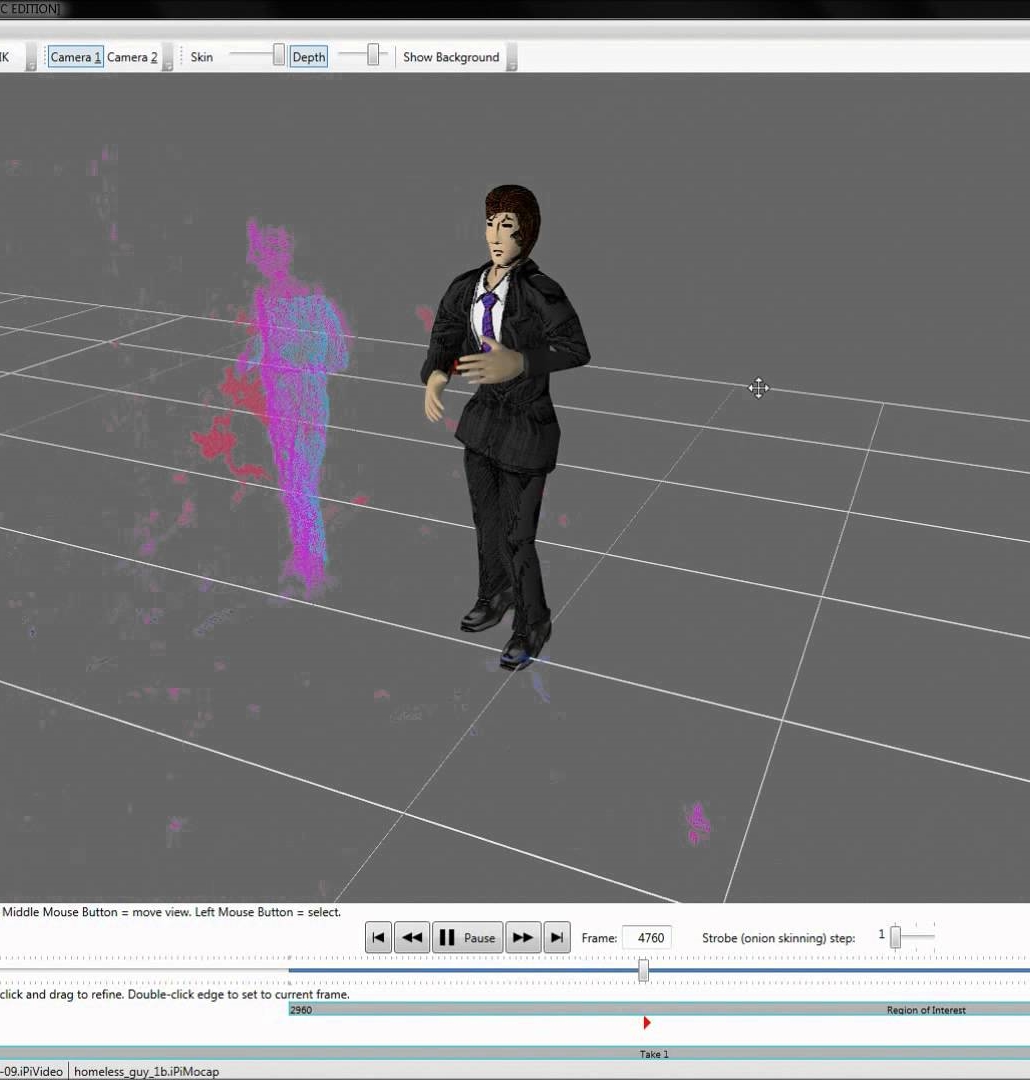 C EDITION]
IK Camera 1 Camera 2 Skin Depth Show Background
Middle Mouse Button = move view. Left Mouse Button = select.
Pause Frame: 4760 Strobe (onion skinning) step: 1
click and drag to refine. Double-click edge to set to current frame.
2960 Region of Interest
Take 1
-09.iPiVideo homeless_guy_1b.iPiMocap